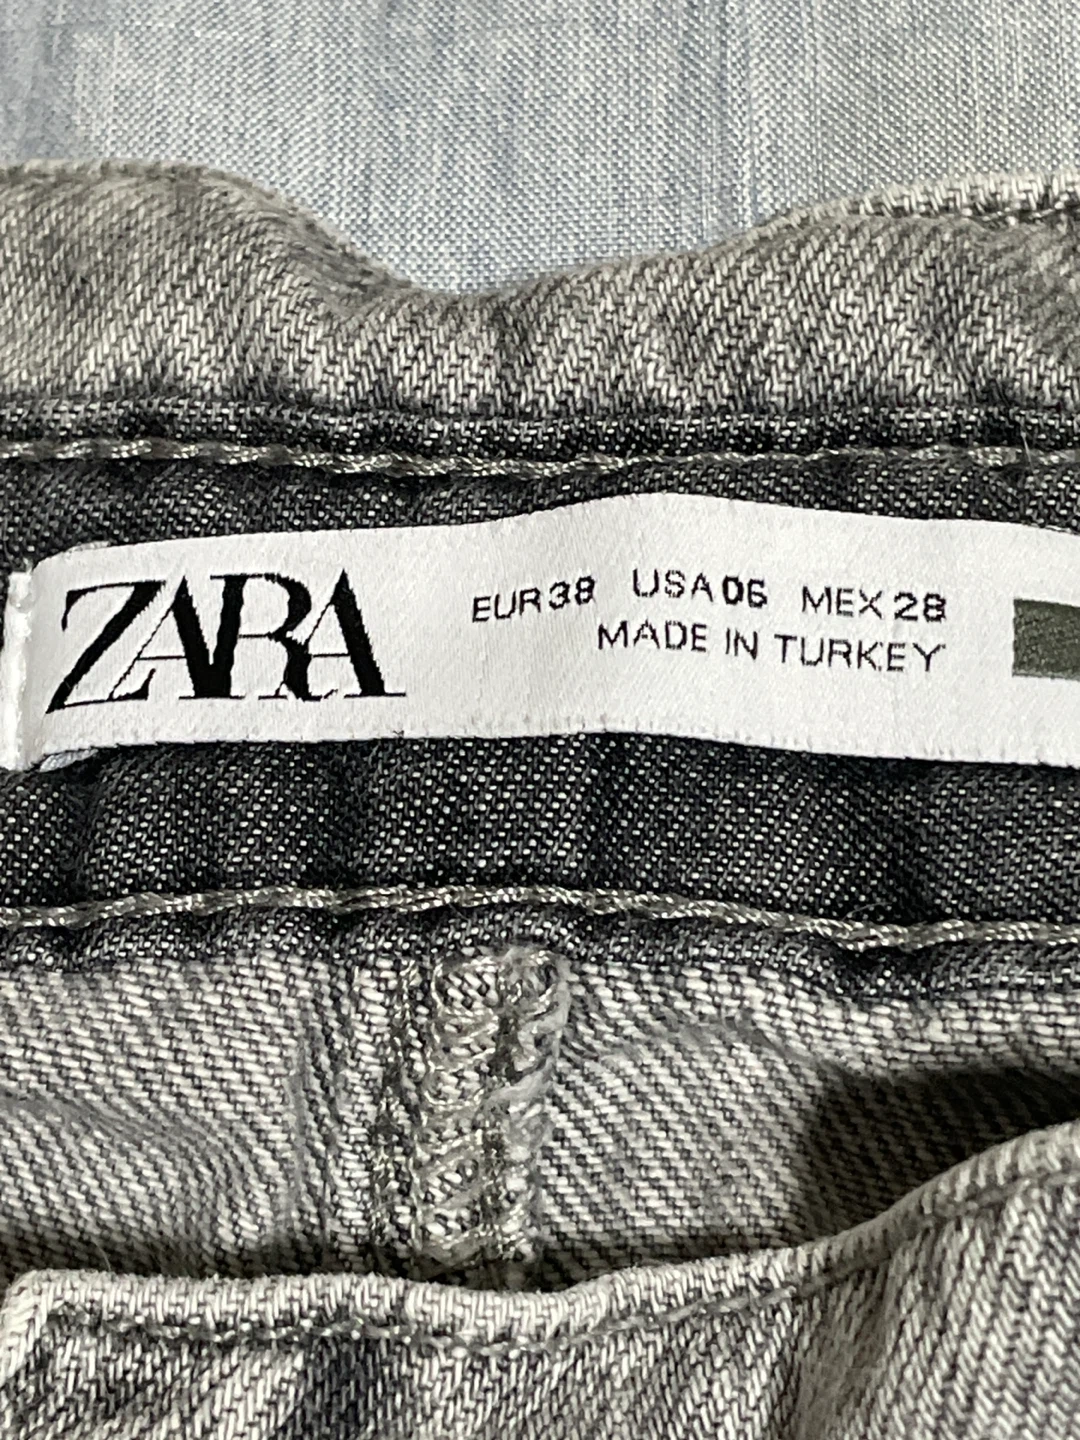 ZARA
EUR 38 USA 06 MEX 28
MADE IN TURKEY